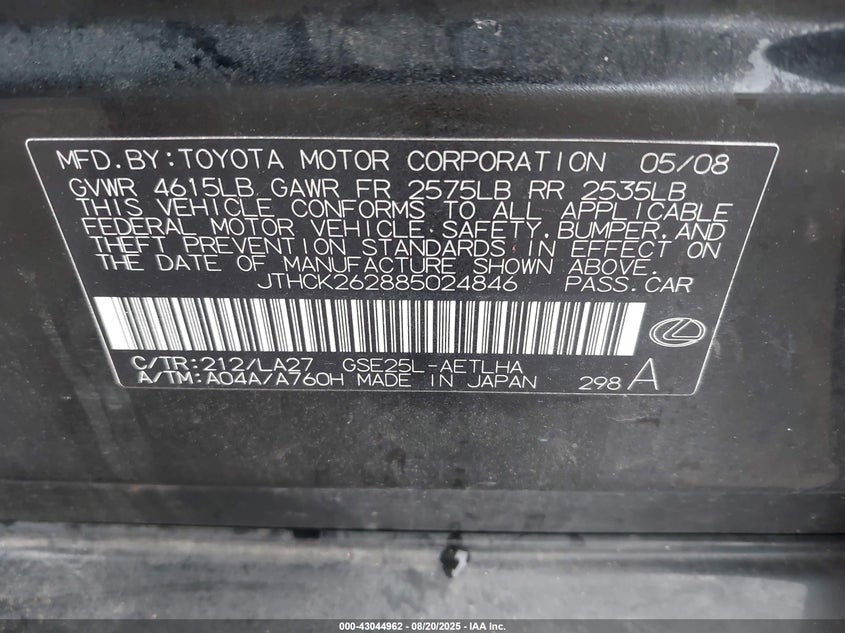 MFD.BY:TOYOTA MOTOR CORPORATION 05/08
GVWR 4615LB GAWR FR 2575LB RR 2535LB
THIS VEHICLE CONFORMS TO ALL APPLICABLE
FEDERAL MOTOR VEHICLE SAFETY,BUMPER,AND
THEFT PREVENTION STANDARDS IN EFFECT ON
THE DATE OF MANUFACTURE SHOWN ABOVE.
JTHCK262885024846 PASS.CAR
C/TR:212/LA27 GSE25L-AETLHA
A/TM:A04A/A760H MADE IN JAPAN 298 A
000-43044962 - 08/20/2025 - IAA Inc.